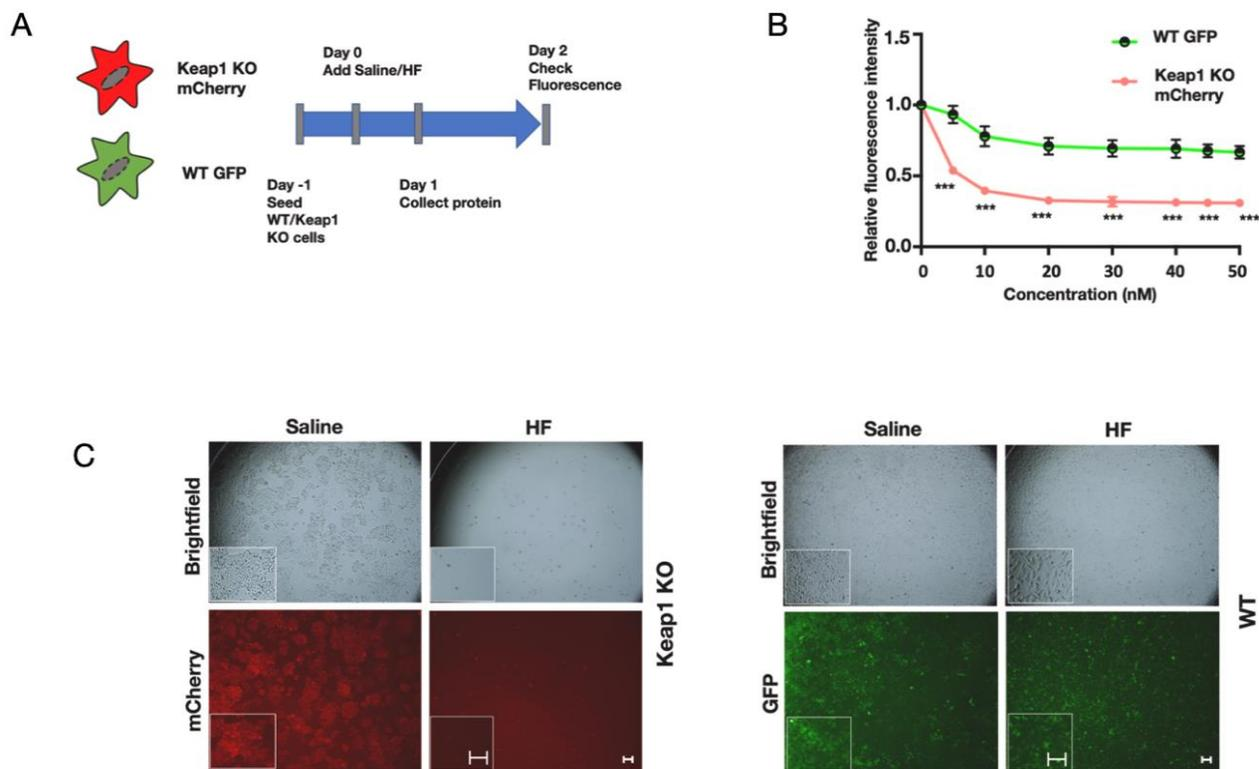 A
Keap1 KO
mCherry
WT GFP
Day 0
Add Saline/HF
Day 2
Check
Fluorescence
Day -1
Seed
WT/Keap1
KO cells
Day 1
Collect protein
B
Relative fluorescence intensity
1.5
1.0
0.5
0.0
WT GFP
Keap1 KO
mCherry
***
***
***
***
***
***
***
0
10
20
30
40
50
Concentration (nM)
C
Saline
HF
Brightfield
mCherry
Keap1 KO
Saline
HF
Brightfield
GFP
WT